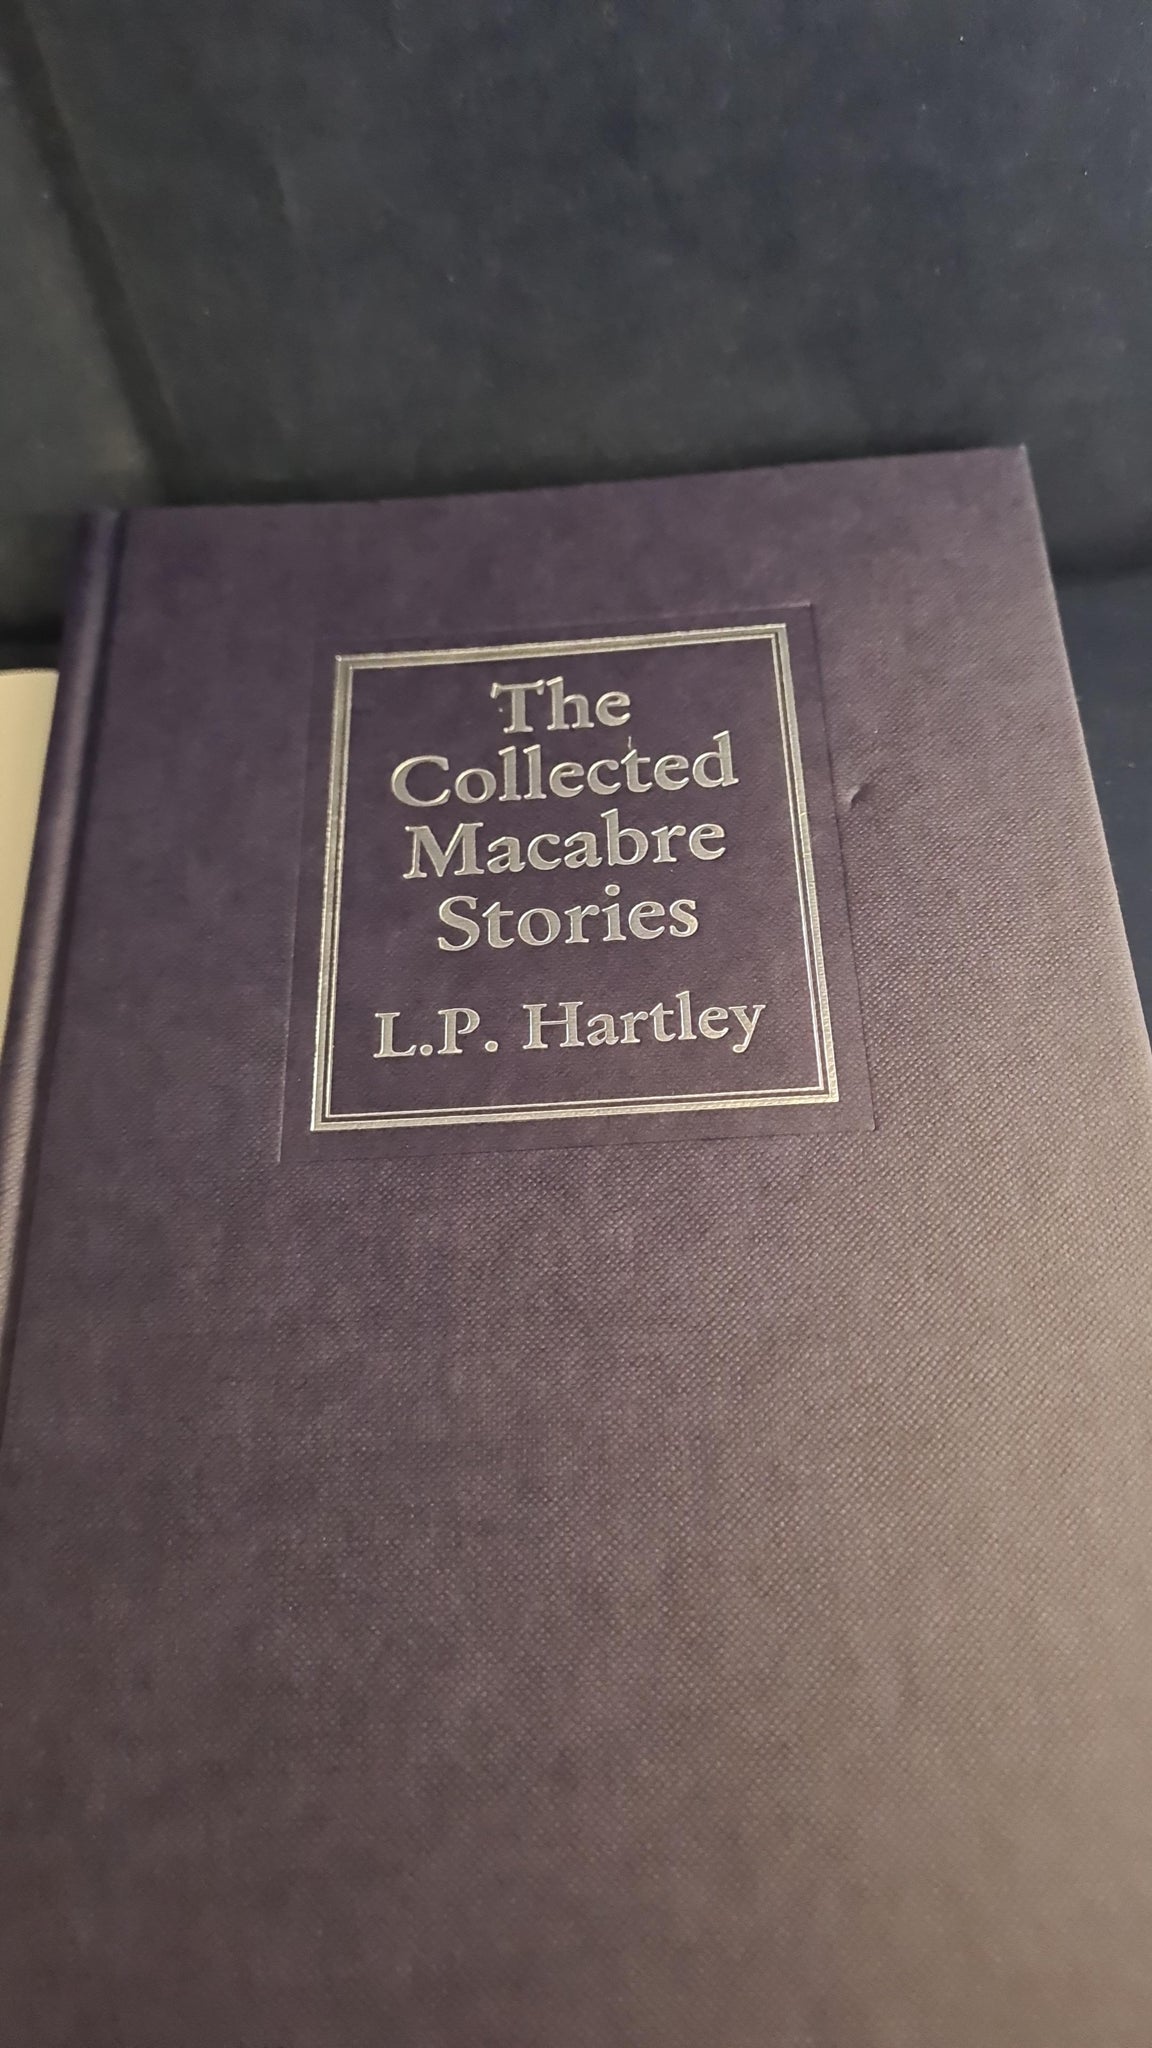 The
Collected
Macabre
Stories
L.P. Hartley